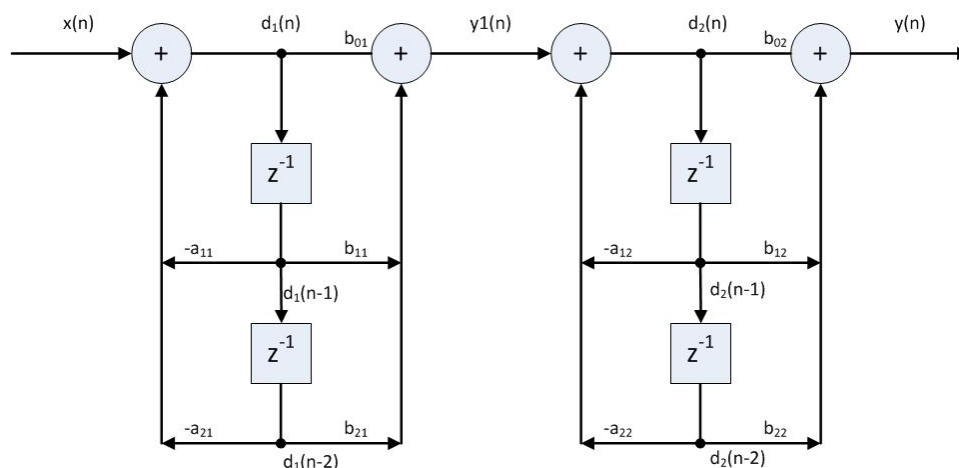 x(n) d₁(n) b₀₁ y1(n) d₂(n) b₀₂ y(n)
+ + + +
z⁻¹ z⁻¹
-a₁₁ b₁₁ -a₁₂ b₁₂
d₁(n-1) d₂(n-1)
z⁻¹ z⁻¹
-a₂₁ b₂₁ -a₂₂ b₂₂
d₁(n-2) d₂(n-2)